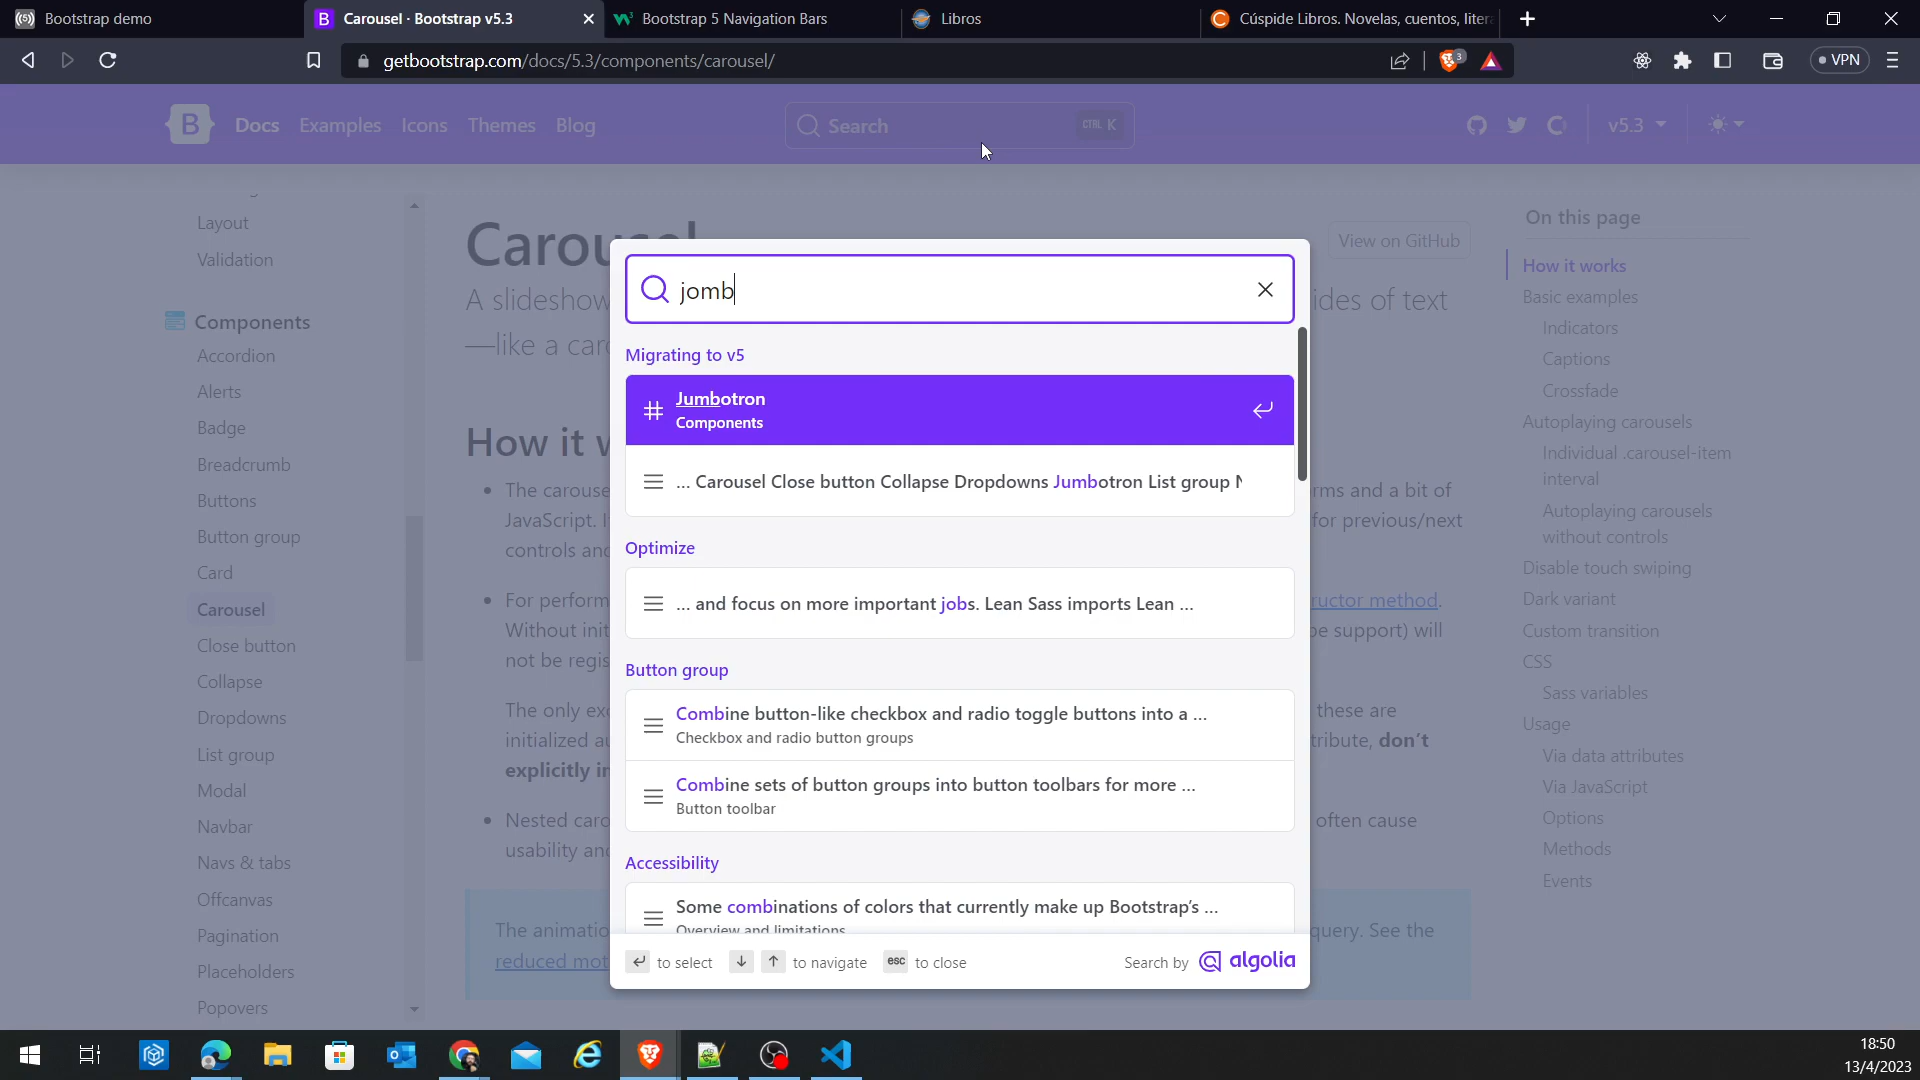 Bootstrap demo
Carousel · Bootstrap v5.3
Bootstrap 5 Navigation Bars
Libros
Cúspide Libros. Novelas, cuentos, litera
getbootstrap.com/docs/5.3/components/carousel/
3
VPN
B
Docs
Examples
Icons
Themes
Blog
Search
CTRL K
v5.3
Layout
Validation
Components
Accordion
Alerts
Badge
Breadcrumb
Buttons
Button group
Card
Carousel
Close button
Collapse
Dropdowns
List group
Modal
Navbar
Navs & tabs
Offcanvas
Pagination
Placeholders
Popovers
Carousel
View on GitHub
A slideshow
ides of text
—like a caro
How it w
The carouse
rms and a bit of
JavaScript. I
for previous/next
controls and
For perform
ructor method.
Without init
be support) will
not be regis
The only exc
these are
initialized au
tribute, don't
explicitly in
Nested caro
often cause
usability and
The animatio
query. See the
reduced mot
jomb
Migrating to v5
Jumbotron
Components
... Carousel Close button Collapse Dropdowns Jumbotron List group N
Optimize
... and focus on more important jobs. Lean Sass imports Lean ...
Button group
Combine button-like checkbox and radio toggle buttons into a ...
Checkbox and radio button groups
Combine sets of button groups into button toolbars for more ...
Button toolbar
Accessibility
Some combinations of colors that currently make up Bootstrap's ...
Overview and limitations
to select
to navigate
esc to close
Search by algolia
On this page
How it works
Basic examples
Indicators
Captions
Crossfade
Autoplaying carousels
Individual .carousel-item
interval
Autoplaying carousels
without controls
Disable touch swiping
Dark variant
Custom transition
CSS
Sass variables
Usage
Via data attributes
Via JavaScript
Options
Methods
Events
18:50
13/4/2023